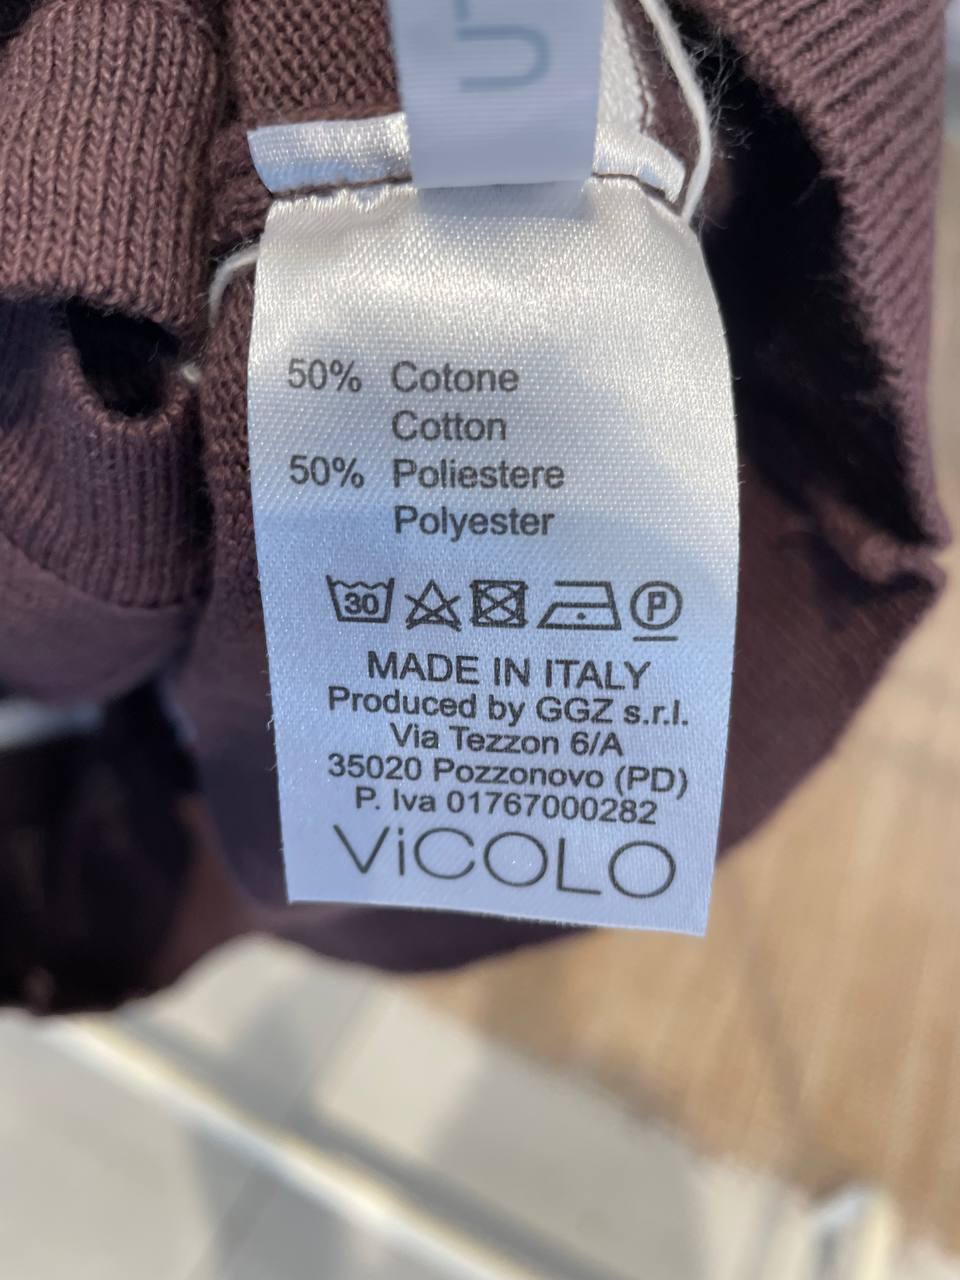 50% Cotone
Cotton
50% Poliestere
Polyester
30 P
MADE IN ITALY
Produced by GGZ s.r.l.
Via Tezzon 6/A
35020 Pozzonovo (PD)
P. Iva 01767000282
ViCOLO